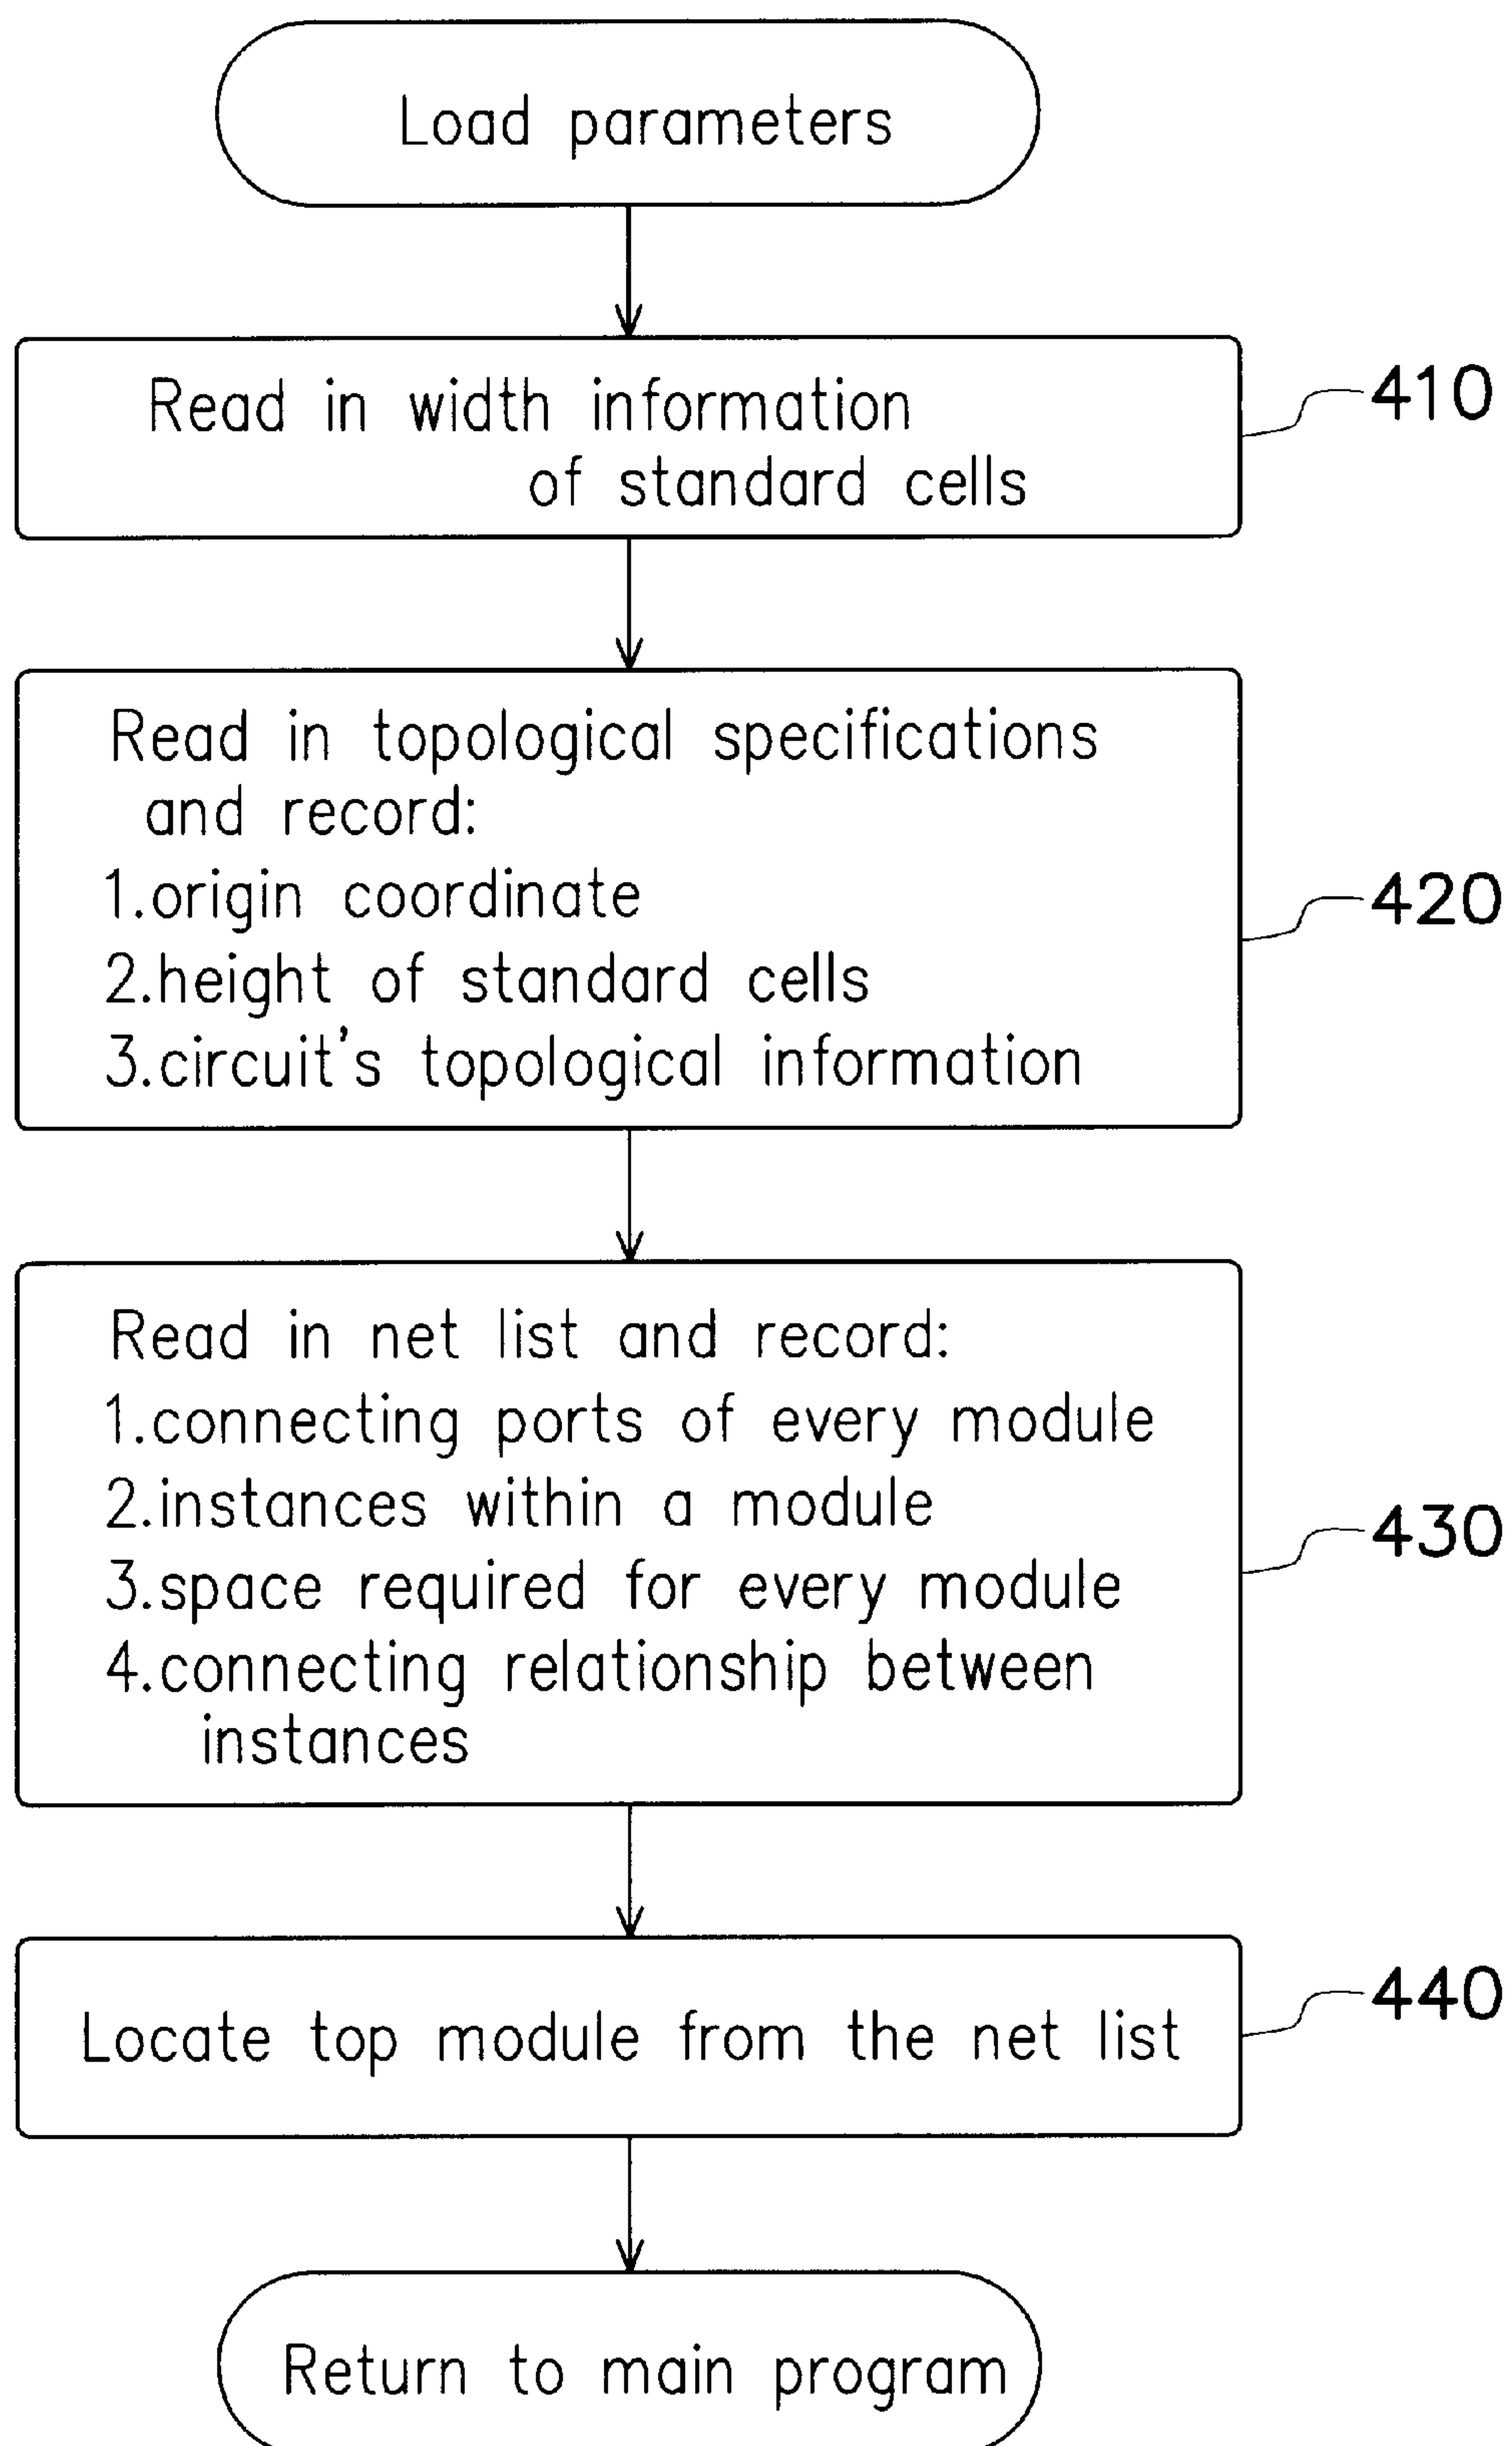 Load parameters
Read in width information
of standard cells
410
Read in topological specifications
and record:
1.origin coordinate
2.height of standard cells
3.circuit's topological information
420
Read in net list and record:
1.connecting ports of every module
2.instances within a module
3.space required for every module
4.connecting relationship between
instances
430
Locate top module from the net list
440
Return to main program